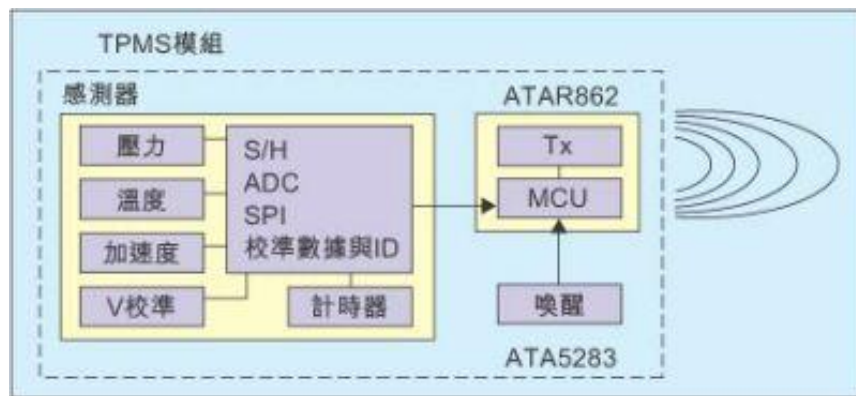 TPMS模組
感測器
壓力
溫度
加速度
V校準
S/H
ADC
SPI
校準數據與ID
計時器
ATAR862
Tx
MCU
喚醒
ATA5283